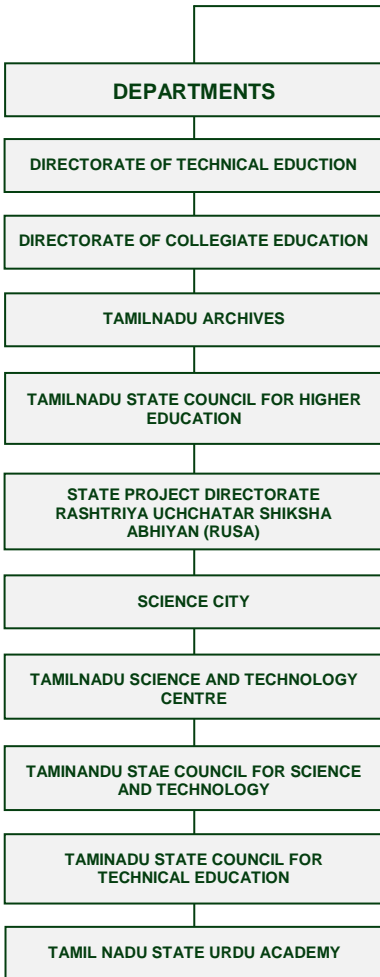 DEPARTMENTS
DIRECTORATE OF TECHNICAL EDUCTION
DIRECTORATE OF COLLEGIATE EDUCATION
TAMILNADU ARCHIVES
TAMILNADU STATE COUNCIL FOR HIGHER
EDUCATION
STATE PROJECT DIRECTORATE
RASHTRIYA UCHCHATAR SHIKSHA
ABHIYAN (RUSA)
SCIENCE CITY
TAMILNADU SCIENCE AND TECHNOLOGY
CENTRE
TAMINANDU STAE COUNCIL FOR SCIENCE
AND TECHNOLOGY
TAMINADU STATE COUNCIL FOR
TECHNICAL EDUCATION
TAMIL NADU STATE URDU ACADEMY